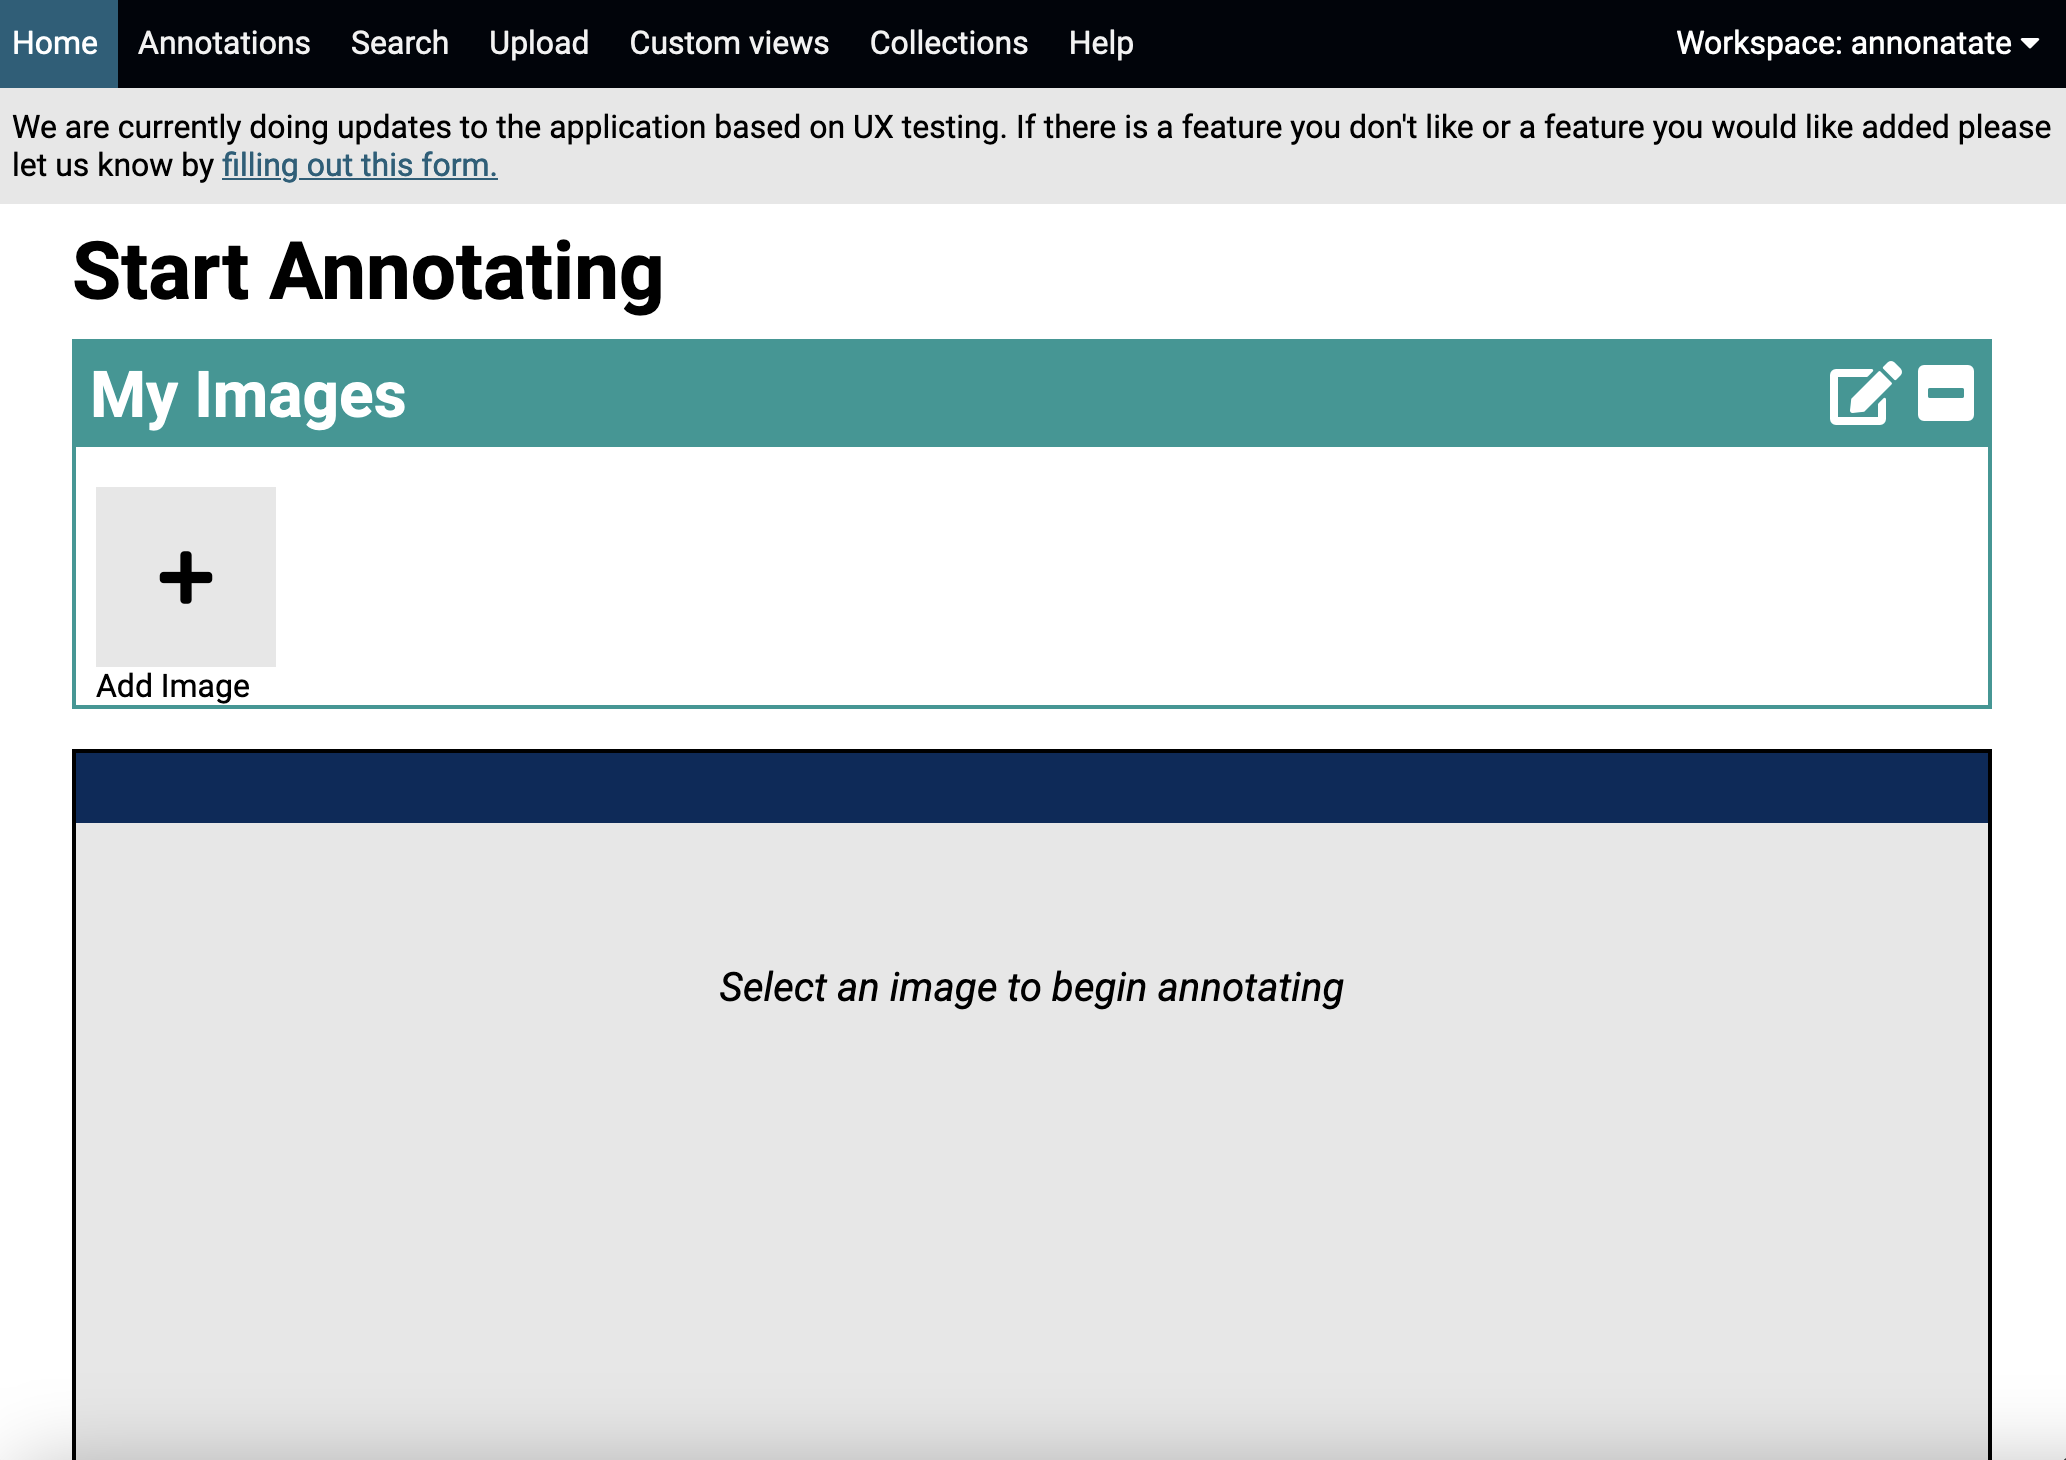 Home Annotations Search Upload Custom views Collections Help Workspace: annonatate
We are currently doing updates to the application based on UX testing. If there is a feature you don't like or a feature you would like added please
let us know by filling out this form.
Start Annotating
My Images
Add Image
Select an image to begin annotating